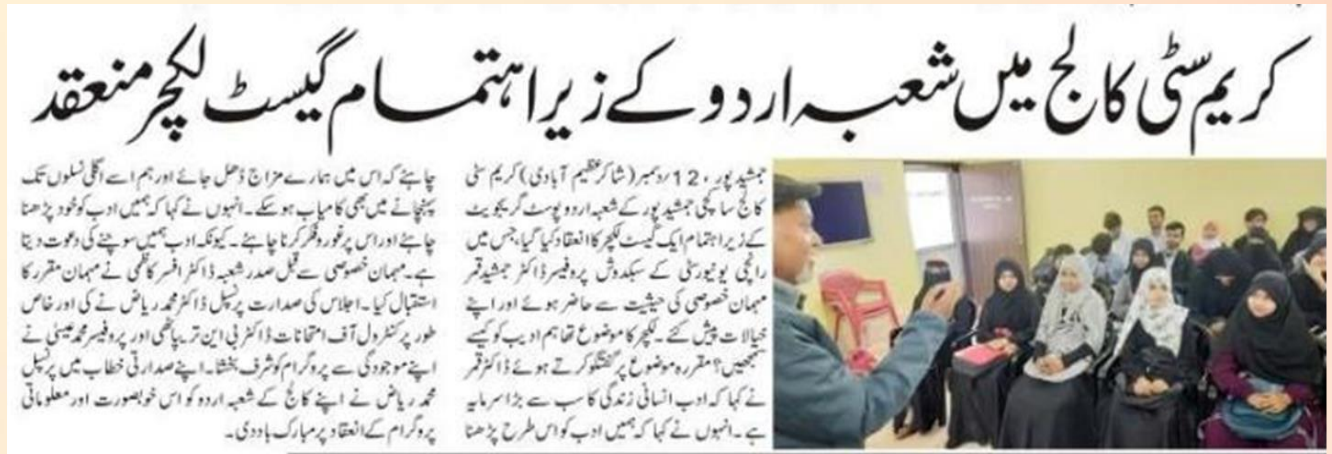 کریم سٹی کالج میں شعبہ اردو کے زیر اہتمام گیسٹ لکچر منعقد
جمشید پور، 12/دسمبر (شاکر عظیم آبادی) کریم سٹی
کالج ساکچی جمشید پور کے شعبہ اردو پوسٹ گریجویٹ
کے زیر اہتمام ایک گیسٹ لکچر کا انعقاد کیا گیا، جس میں
رانچی یونیورسٹی کے سبکدوش پروفیسر ڈاکٹر جمشید قمر
مہمان خصوصی کی حیثیت سے حاضر ہوئے اور اپنے
خیالات پیش کئے۔ لکچر کا موضوع تھا ہم ادب کو کیسے
سمجھیں؟ مقررہ موضوع پر گفتگو کرتے ہوئے ڈاکٹر قمر
نے کہا کہ ادب انسانی زندگی کا سب سے بڑا سرمایہ
ہے۔ انہوں نے کہا کہ ہمیں ادب کو اس طرح پڑھنا
چاہئے کہ اس میں ہمارے مزاج ڈھل جائے اور ہم اسے اگلی نسلوں تک
پہنچانے میں بھی کامیاب ہو سکے۔ انہوں نے کہا کہ ہمیں ادب کو خود پڑھنا
چاہئے اور اس پر غور و فکر کرنا چاہئے۔ کیونکہ ادب ہمیں سوچنے کی دعوت دیتا
ہے۔ مہمان خصوصی سے قبل صدر شعبہ ڈاکٹر افسر کاظمی نے مہمان مقرر کا
استقبال کیا۔ اجلاس کی صدارت پرنسپل ڈاکٹر محمد ریاض نے کی اور خاص
طور پر کنٹرول آف امتحانات ڈاکٹر بی این ترپاٹھی اور پروفیسر محمد عیسیٰ نے
اپنے موجودگی سے پروگرام کو شرف بخشا۔ اپنے صدارتی خطاب میں پرنسپل
محمد ریاض نے اپنے کالج کے شعبہ اردو کو اس خوبصورت اور معلوماتی
پروگرام کے انعقاد پر مبارک باد دی۔